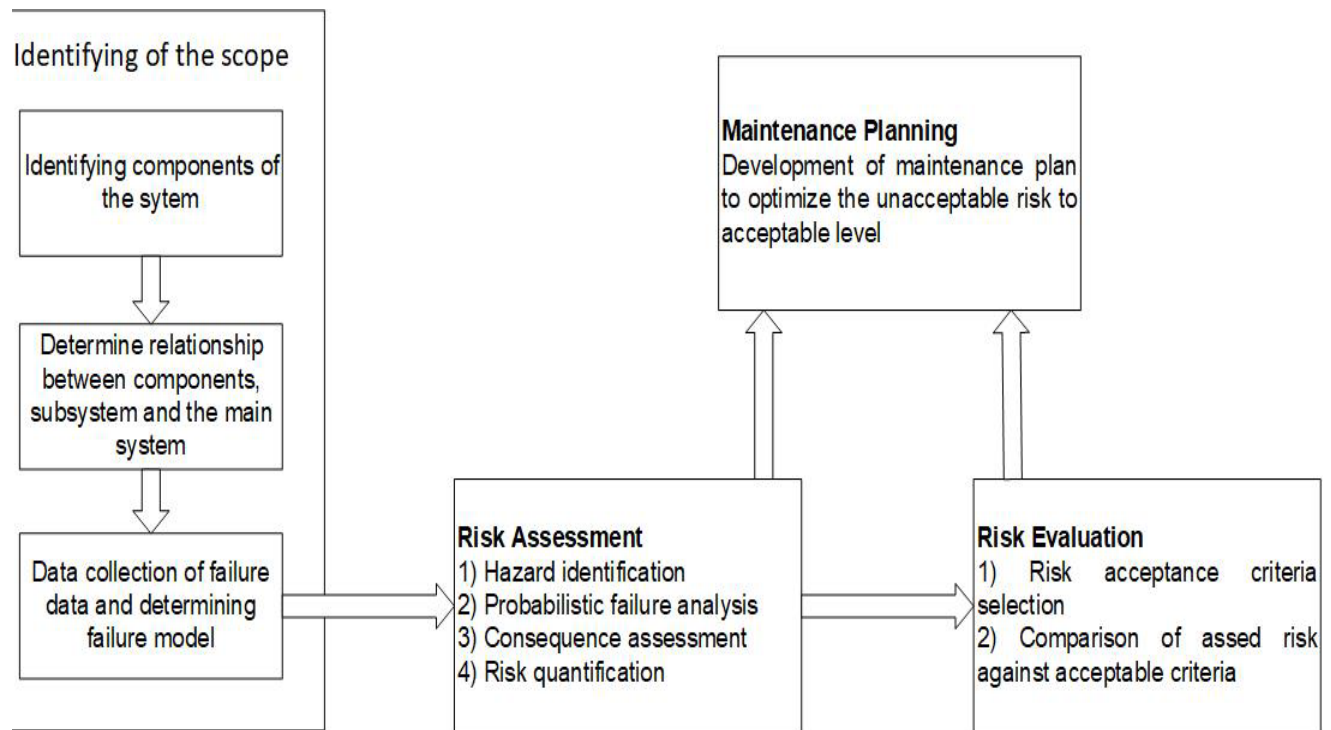 Identifying of the scope
Identifying components of
the sytem
Determine relationship
between components,
subsystem and the main
system
Data collection of failure
data and determining
failure model
Risk Assessment
1) Hazard identification
2) Probabilistic failure analysis
3) Consequence assessment
4) Risk quantification
Maintenance Planning
Development of maintenance plan
to optimize the unacceptable risk to
acceptable level
Risk Evaluation
1) Risk acceptance criteria
selection
2) Comparison of assed risk
against acceptable criteria